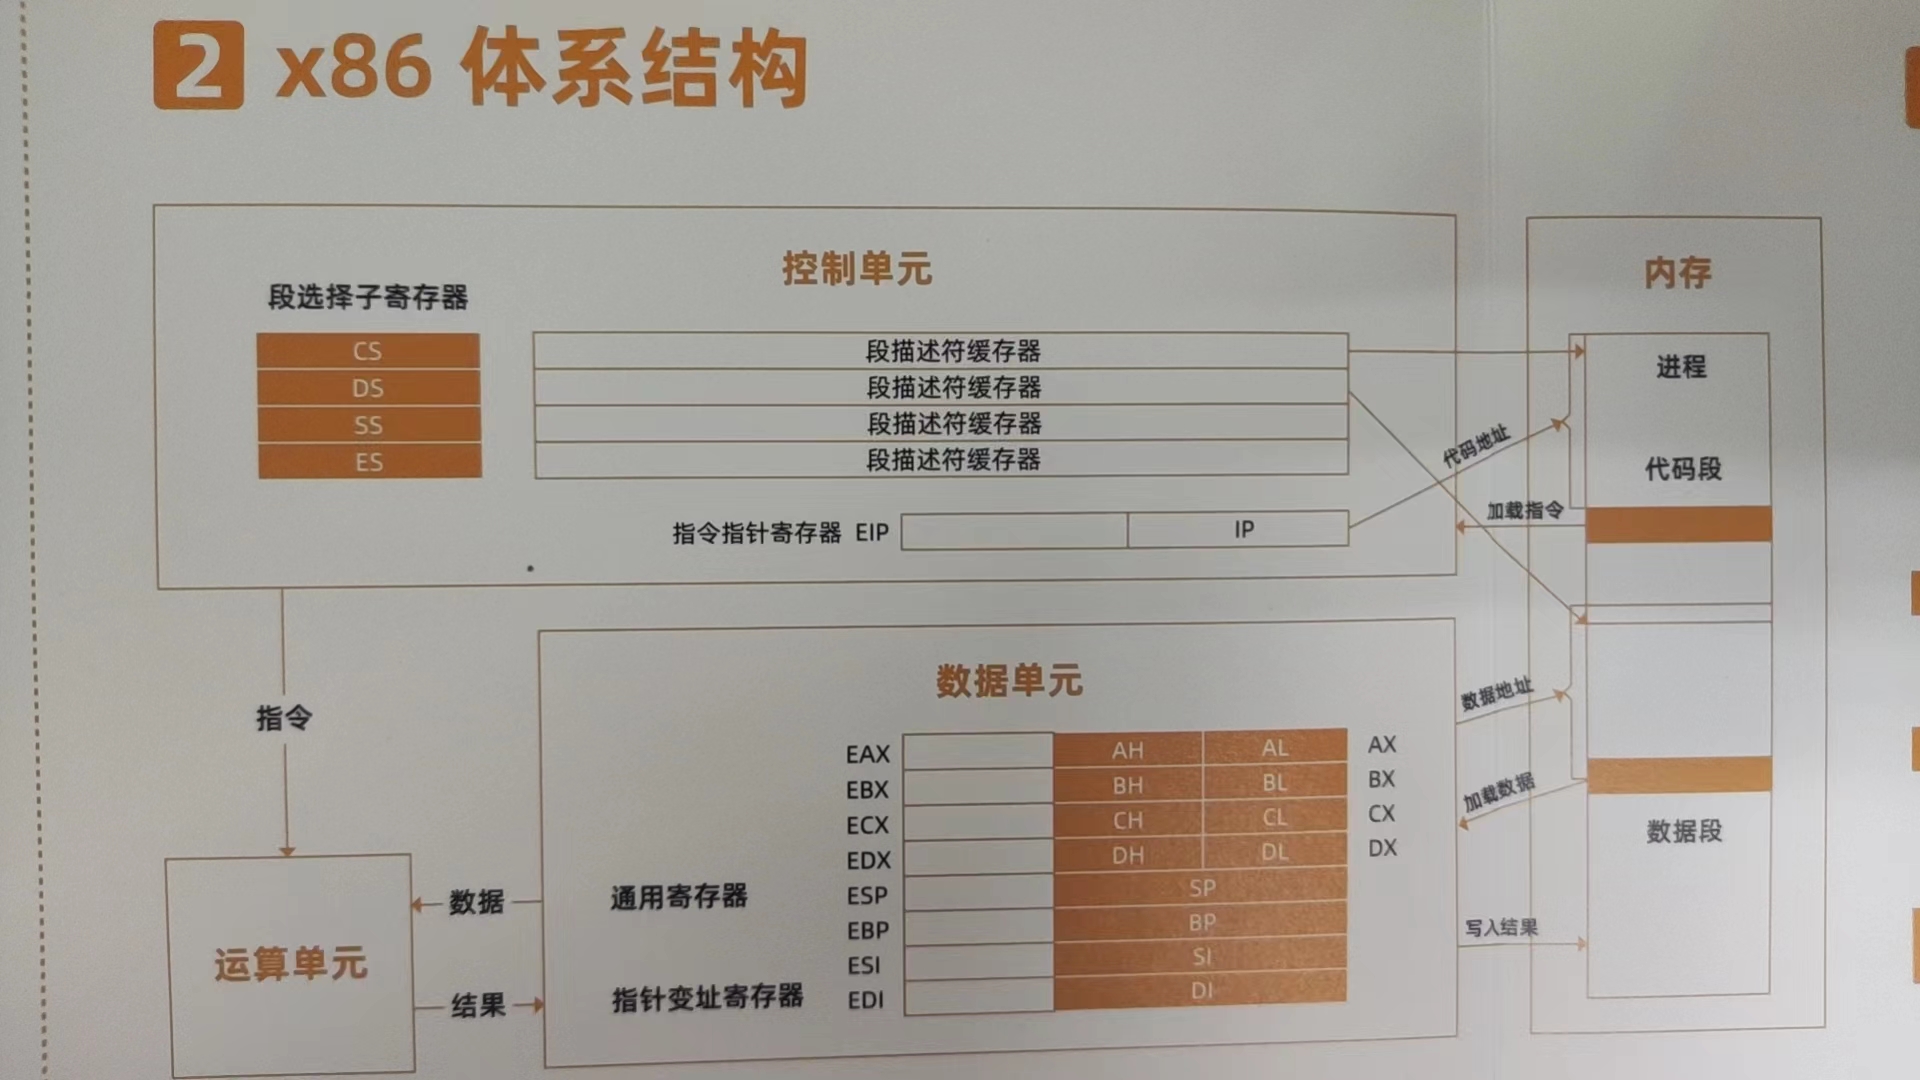 2 x86 体系结构
控制单元
段选择子寄存器
CS
DS
SS
ES
段描述符缓存器
段描述符缓存器
段描述符缓存器
段描述符缓存器
指令指针寄存器 EIP
IP
内存
进程
代码段
代码地址
加载指令
指令
数据单元
数据地址
加载数据
数据段
写入结果
EAX AH AL AX
EBX BH BL BX
ECX CH CL CX
EDX DH DL DX
通用寄存器
ESP SP
EBP BP
ESI SI
指针变址寄存器
EDI DI
数据
运算单元
结果